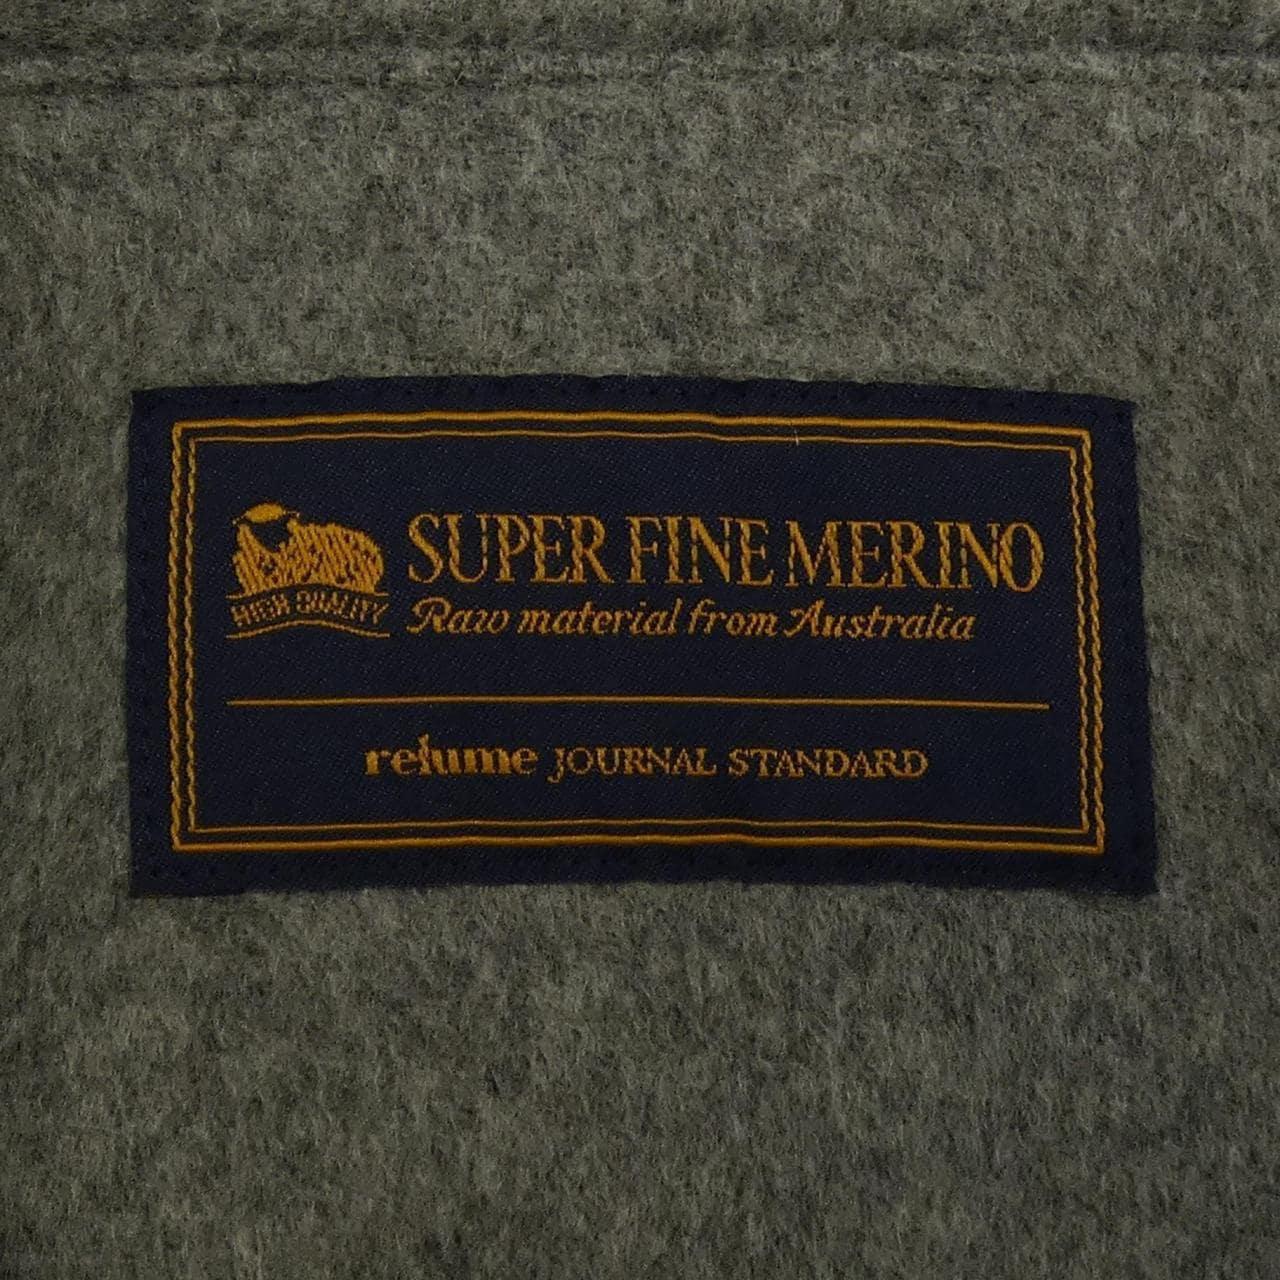 SUPER FINE MERINO
HIGH QUALITY
Raw material from Australia
relume JOURNAL STANDARD